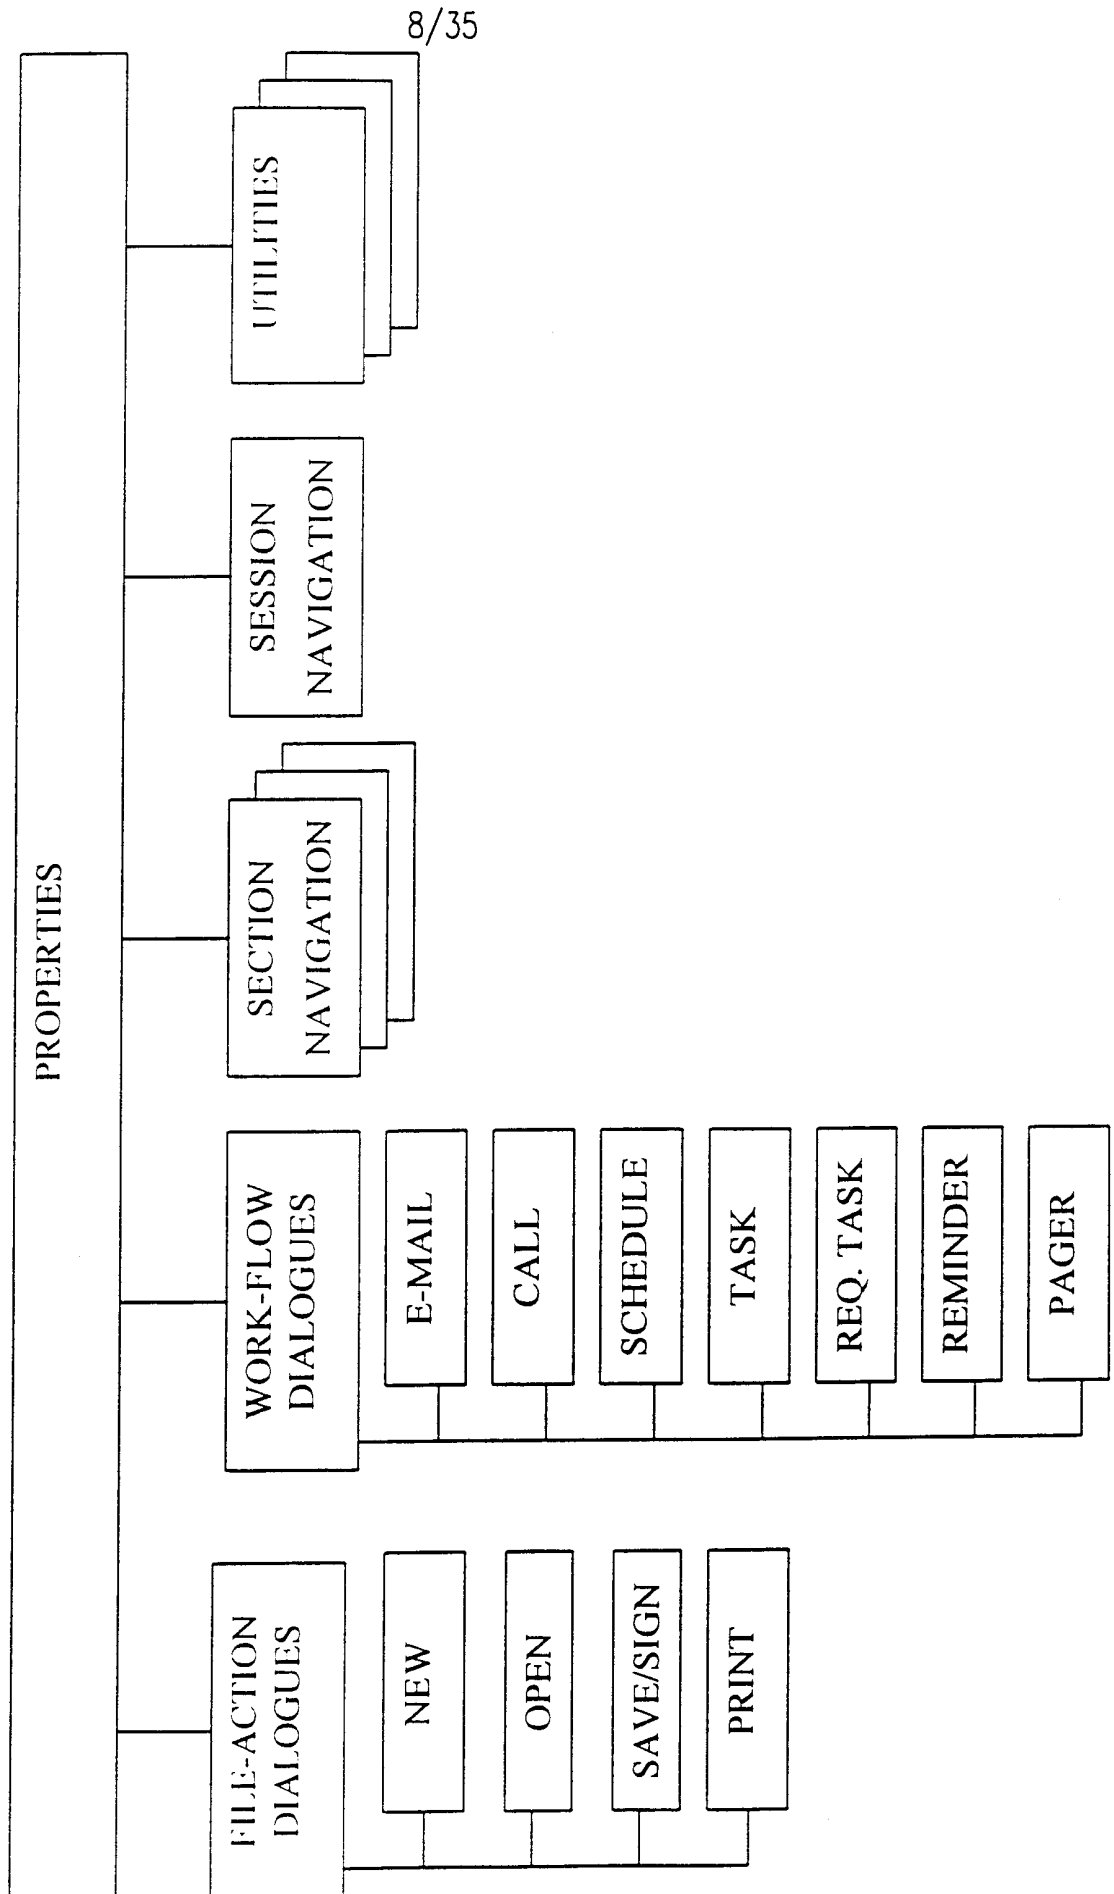 8/35
PROPERTIES
FILE-ACTION
DIALOGUES
NEW
OPEN
SAVE/SIGN
PRINT
WORK-FLOW
DIALOGUES
E-MAIL
CALL
SCHEDULE
TASK
REQ. TASK
REMINDER
PAGER
SECTION
NAVIGATION
SESSION
NAVIGATION
UTILITIES